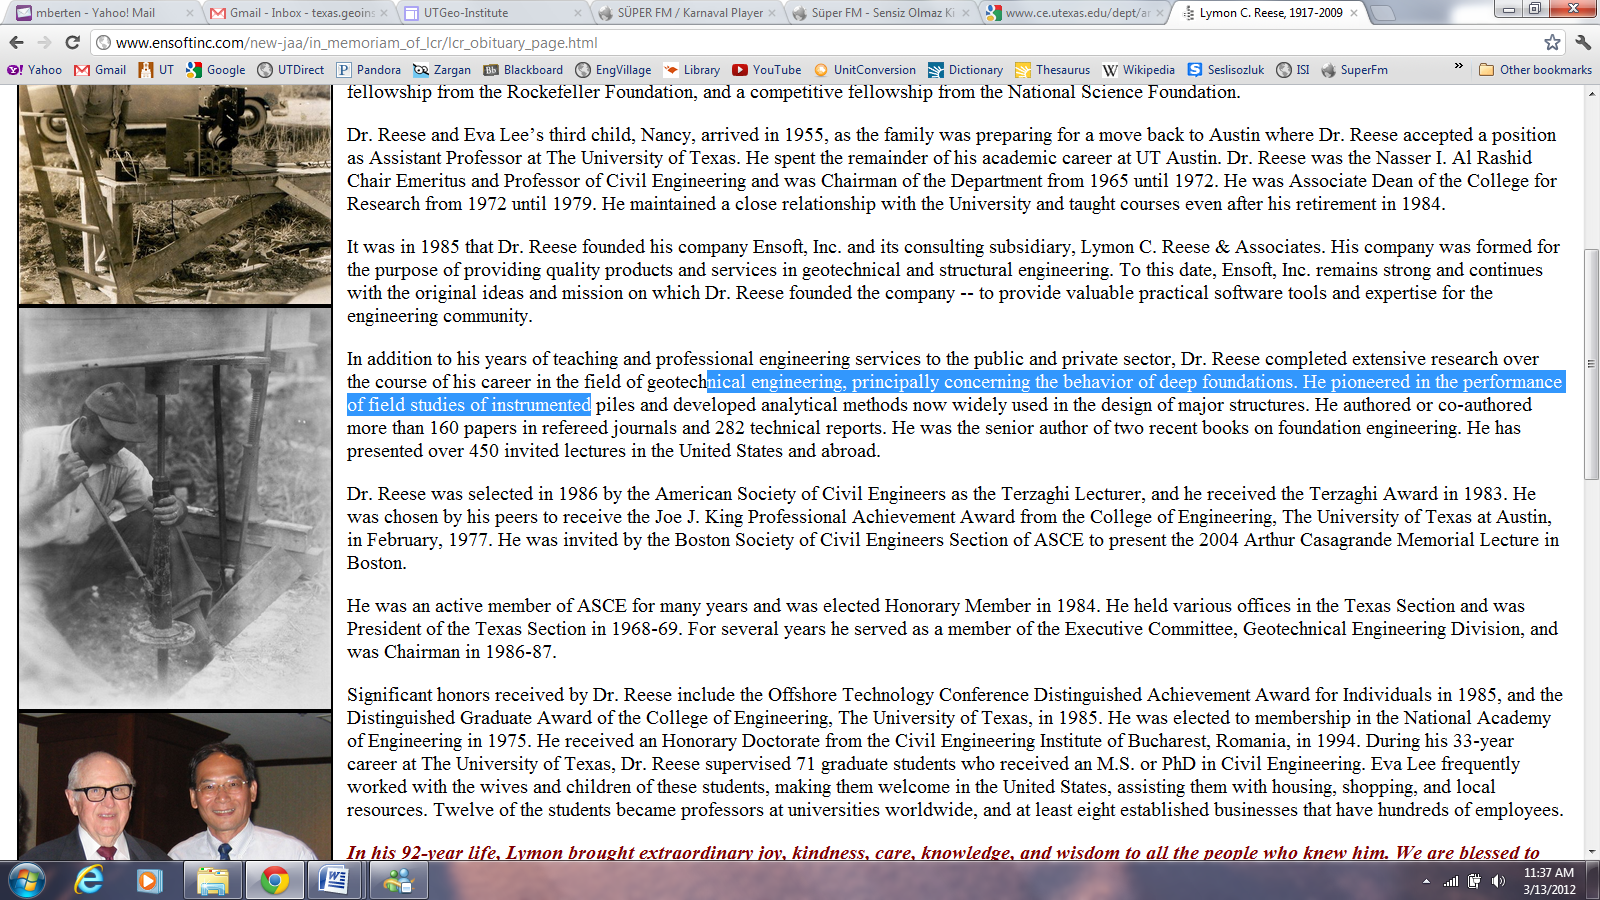 mberten - Yahoo! Mail
Gmail - Inbox - texas.geoins
UTGeo-Institute
SÜPER FM / Karnaval Player
Süper FM - Sensiz Olmaz Ki
www.ce.utexas.edu/dept/ar
Lymon C. Reese, 1917-2009
www.ensoftinc.com/new-jaa/in_memoriam_of_lcr/lcr_obituary_page.html
Yahoo Gmail UT Google UTDirect Pandora Zargan Blackboard EngVillage Library YouTube UnitConversion Dictionary Thesaurus Wikipedia Seslisozluk ISI SuperFm » Other bookmarks
fellowship from the Rockefeller Foundation, and a competitive fellowship from the National Science Foundation.
Dr. Reese and Eva Lee’s third child, Nancy, arrived in 1955, as the family was preparing for a move back to Austin where Dr. Reese accepted a position
as Assistant Professor at The University of Texas. He spent the remainder of his academic career at UT Austin. Dr. Reese was the Nasser I. Al Rashid
Chair Emeritus and Professor of Civil Engineering and was Chairman of the Department from 1965 until 1972. He was Associate Dean of the College for
Research from 1972 until 1979. He maintained a close relationship with the University and taught courses even after his retirement in 1984.
It was in 1985 that Dr. Reese founded his company Ensoft, Inc. and its consulting subsidiary, Lymon C. Reese & Associates. His company was formed for
the purpose of providing quality products and services in geotechnical and structural engineering. To this date, Ensoft, Inc. remains strong and continues
with the original ideas and mission on which Dr. Reese founded the company -- to provide valuable practical software tools and expertise for the
engineering community.
In addition to his years of teaching and professional engineering services to the public and private sector, Dr. Reese completed extensive research over
the course of his career in the field of geotechnical engineering, principally concerning the behavior of deep foundations. He pioneered in the performance
of field studies of instrumented piles and developed analytical methods now widely used in the design of major structures. He authored or co-authored
more than 160 papers in refereed journals and 282 technical reports. He was the senior author of two recent books on foundation engineering. He has
presented over 450 invited lectures in the United States and abroad.
Dr. Reese was selected in 1986 by the American Society of Civil Engineers as the Terzaghi Lecturer, and he received the Terzaghi Award in 1983. He
was chosen by his peers to receive the Joe J. King Professional Achievement Award from the College of Engineering, The University of Texas at Austin,
in February, 1977. He was invited by the Boston Society of Civil Engineers Section of ASCE to present the 2004 Arthur Casagrande Memorial Lecture in
Boston.
He was an active member of ASCE for many years and was elected Honorary Member in 1984. He held various offices in the Texas Section and was
President of the Texas Section in 1968-69. For several years he served as a member of the Executive Committee, Geotechnical Engineering Division, and
was Chairman in 1986-87.
Significant honors received by Dr. Reese include the Offshore Technology Conference Distinguished Achievement Award for Individuals in 1985, and the
Distinguished Graduate Award of the College of Engineering, The University of Texas, in 1985. He was elected to membership in the National Academy
of Engineering in 1975. He received an Honorary Doctorate from the Civil Engineering Institute of Bucharest, Romania, in 1994. During his 33-year
career at The University of Texas, Dr. Reese supervised 71 graduate students who received an M.S. or PhD in Civil Engineering. Eva Lee frequently
worked with the wives and children of these students, making them welcome in the United States, assisting them with housing, shopping, and local
resources. Twelve of the students became professors at universities worldwide, and at least eight established businesses that have hundreds of employees.
In his 92-year life, Lymon brought extraordinary joy, kindness, care, knowledge, and wisdom to all the people who knew him. We are blessed to
11:37 AM
3/13/2012